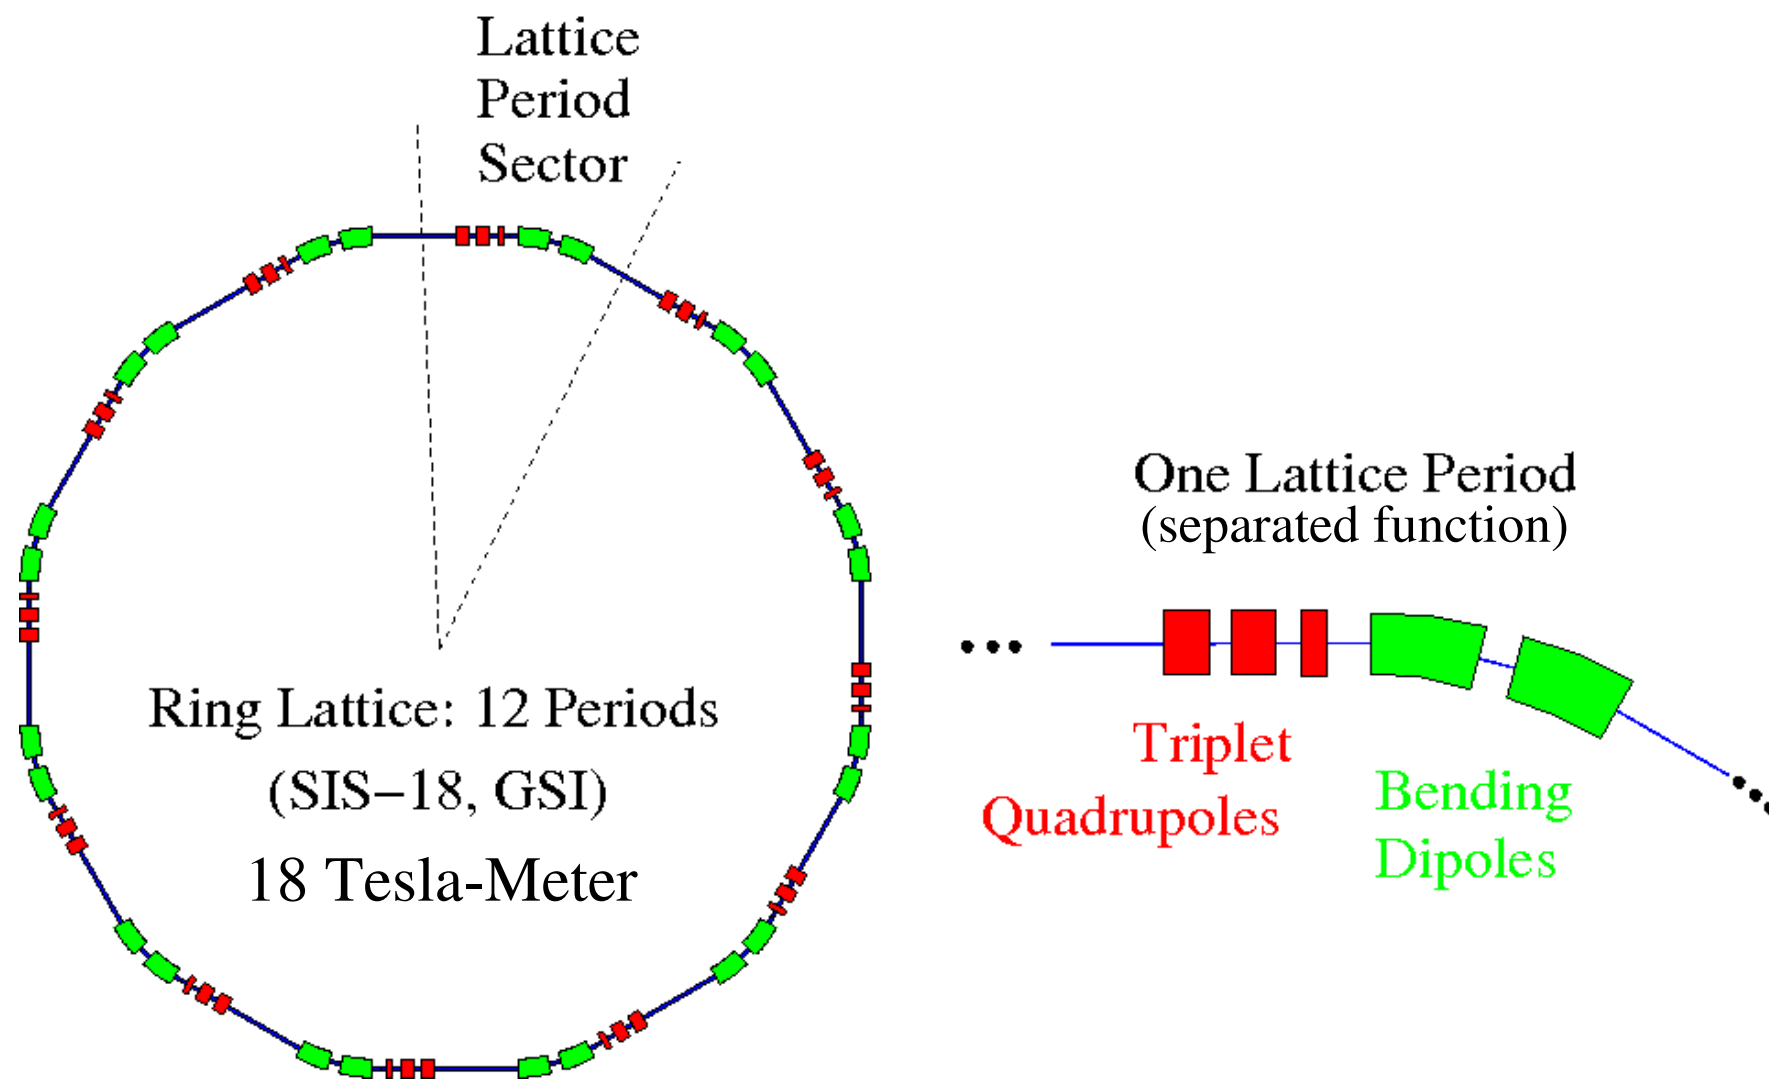 Lattice
Period
Sector
Ring Lattice: 12 Periods
(SIS−18, GSI)
18 Tesla-Meter
One Lattice Period
(separated function)
Triplet
Quadrupoles
Bending
Dipoles